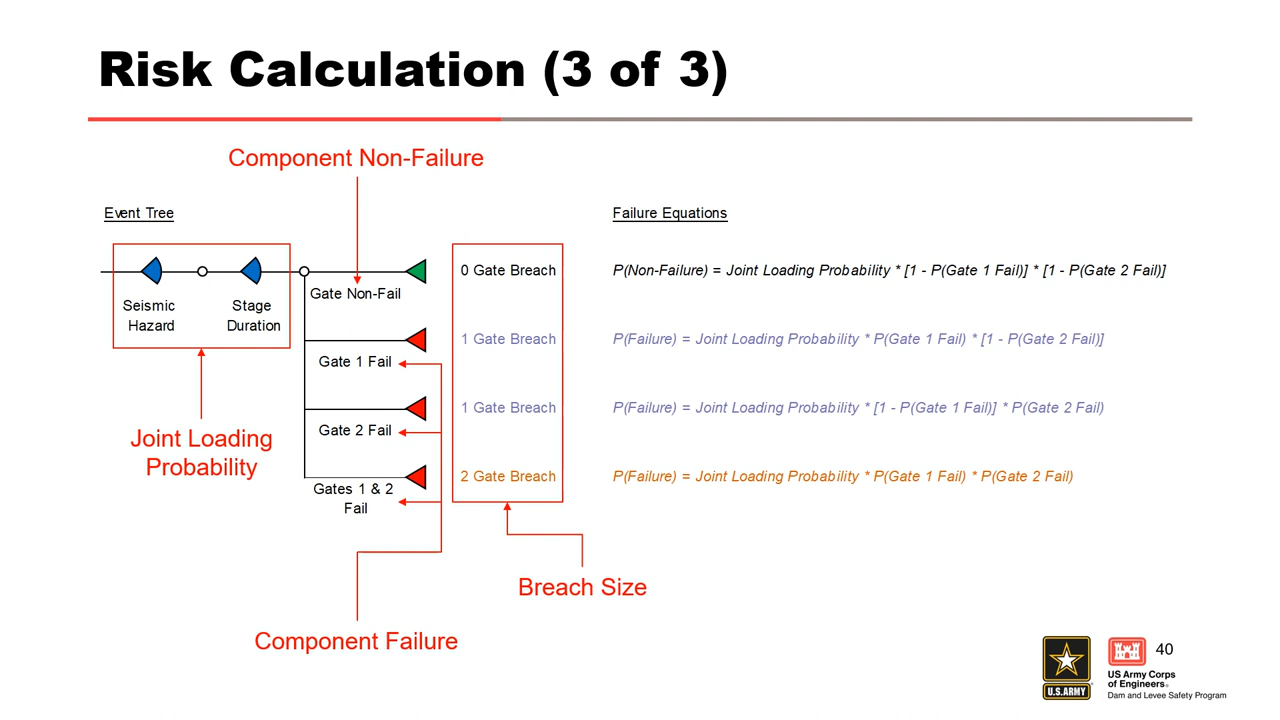 Risk Calculation (3 of 3)
Component Non-Failure
Event Tree
Failure Equations
0 Gate Breach
P(Non-Failure) = Joint Loading Probability * [1 - P(Gate 1 Fail)] * [1 - P(Gate 2 Fail)]
Gate Non-Fail
Seismic
Hazard
Stage
Duration
1 Gate Breach
P(Failure) = Joint Loading Probability * P(Gate 1 Fail) * [1 - P(Gate 2 Fail)]
Gate 1 Fail
1 Gate Breach
P(Failure) = Joint Loading Probability * [1 - P(Gate 1 Fail)] * P(Gate 2 Fail)
Gate 2 Fail
Joint Loading
Probability
2 Gate Breach
P(Failure) = Joint Loading Probability * P(Gate 1 Fail) * P(Gate 2 Fail)
Gates 1 & 2
Fail
Breach Size
Component Failure
U.S.ARMY
40
US Army Corps
of Engineers®
Dam and Levee Safety Program